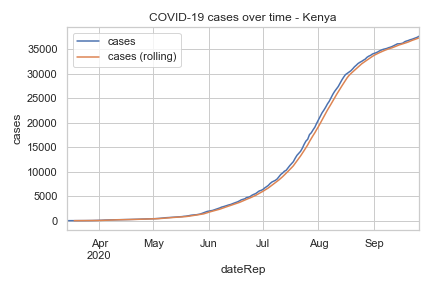 COVID-19 cases over time - Kenya
cases
cases (rolling)
35000
30000
25000
20000
15000
10000
5000
0
cases
Apr
2020
May
Jun
Jul
Aug
Sep
dateRep